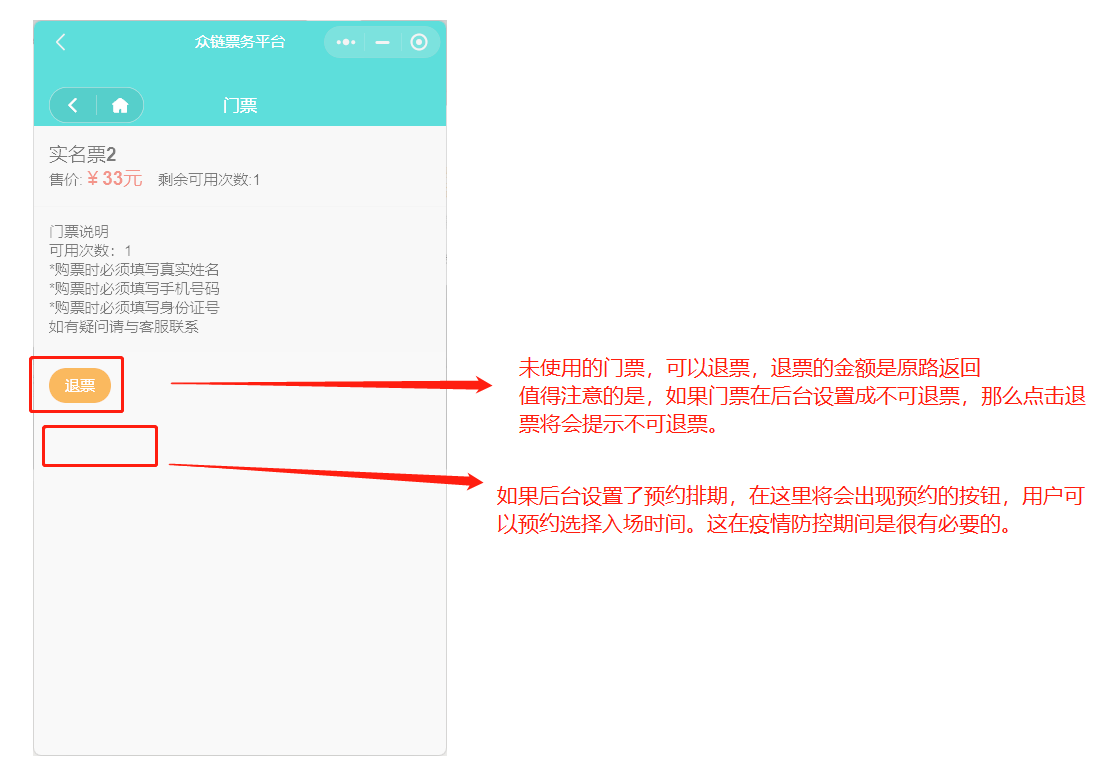 众链票务平台
门票
实名票2
售价: ¥33元 剩余可用次数:1
门票说明
可用次数：1
*购票时必须填写真实姓名
*购票时必须填写手机号码
*购票时必须填写身份证号
如有疑问请与客服联系
退票
未使用的门票，可以退票，退票的金额是原路返回
值得注意的是，如果门票在后台设置成不可退票，那么点击退
票将会提示不可退票。
如果后台设置了预约排期，在这里将会出现预约的按钮，用户可
以预约选择入场时间。这在疫情防控期间是很有必要的。